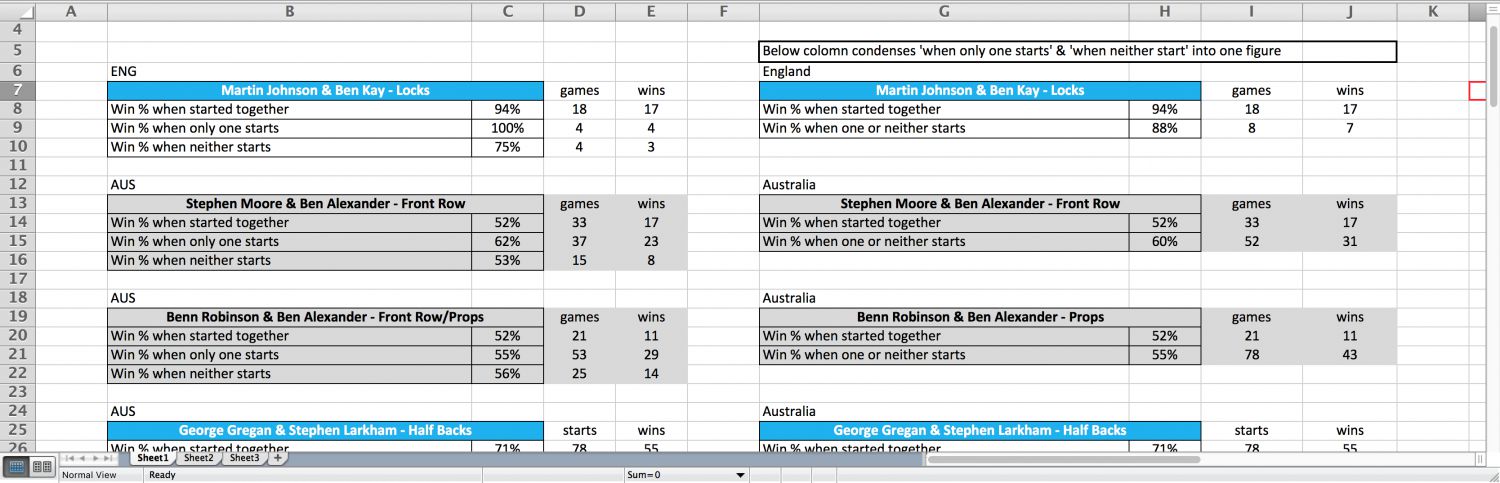 A B C D E F G H I J K
4
5 Below colomn condenses 'when only one starts' & 'when neither start' into one figure
6 ENG England
7 Martin Johnson & Ben Kay - Locks games wins Martin Johnson & Ben Kay - Locks games wins
8 Win % when started together 94% 18 17 Win % when started together 94% 18 17
9 Win % when only one starts 100% 4 4 Win % when one or neither starts 88% 8 7
10 Win % when neither starts 75% 4 3
11
12 AUS Australia
13 Stephen Moore & Ben Alexander - Front Row games wins Stephen Moore & Ben Alexander - Front Row games wins
14 Win % when started together 52% 33 17 Win % when started together 52% 33 17
15 Win % when only one starts 62% 37 23 Win % when one or neither starts 60% 52 31
16 Win % when neither starts 53% 15 8
17
18 AUS Australia
19 Benn Robinson & Ben Alexander - Front Row/Props games wins Benn Robinson & Ben Alexander - Props games wins
20 Win % when started together 52% 21 11 Win % when started together 52% 21 11
21 Win % when only one starts 55% 53 29 Win % when one or neither starts 55% 78 43
22 Win % when neither starts 56% 25 14
23
24 AUS Australia
25 George Gregan & Stephen Larkham - Half Backs starts wins George Gregan & Stephen Larkham - Half Backs starts wins
26 Win % when started together 71% 78 55 Win % when started together 71% 78 55
Sheet1 Sheet2 Sheet3 +
Normal View Ready Sum=0